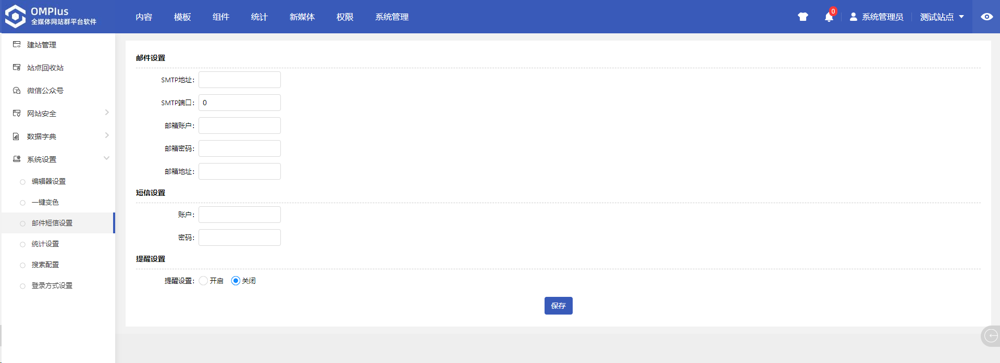 OMPlus
全媒体网站群平台软件
内容 模板 组件 统计 新媒体 权限 系统管理
0
系统管理员 测试站点
建站管理
站点回收站
微信公众号
网站安全
数据字典
系统设置
编辑器设置
一键变色
邮件短信设置
统计设置
搜索配置
登录方式设置
邮件设置
SMTP地址:
SMTP端口: 0
邮箱账户:
邮箱密码:
邮箱地址:
短信设置
账户:
密码:
提醒设置
提醒设置: 开启 关闭
保存